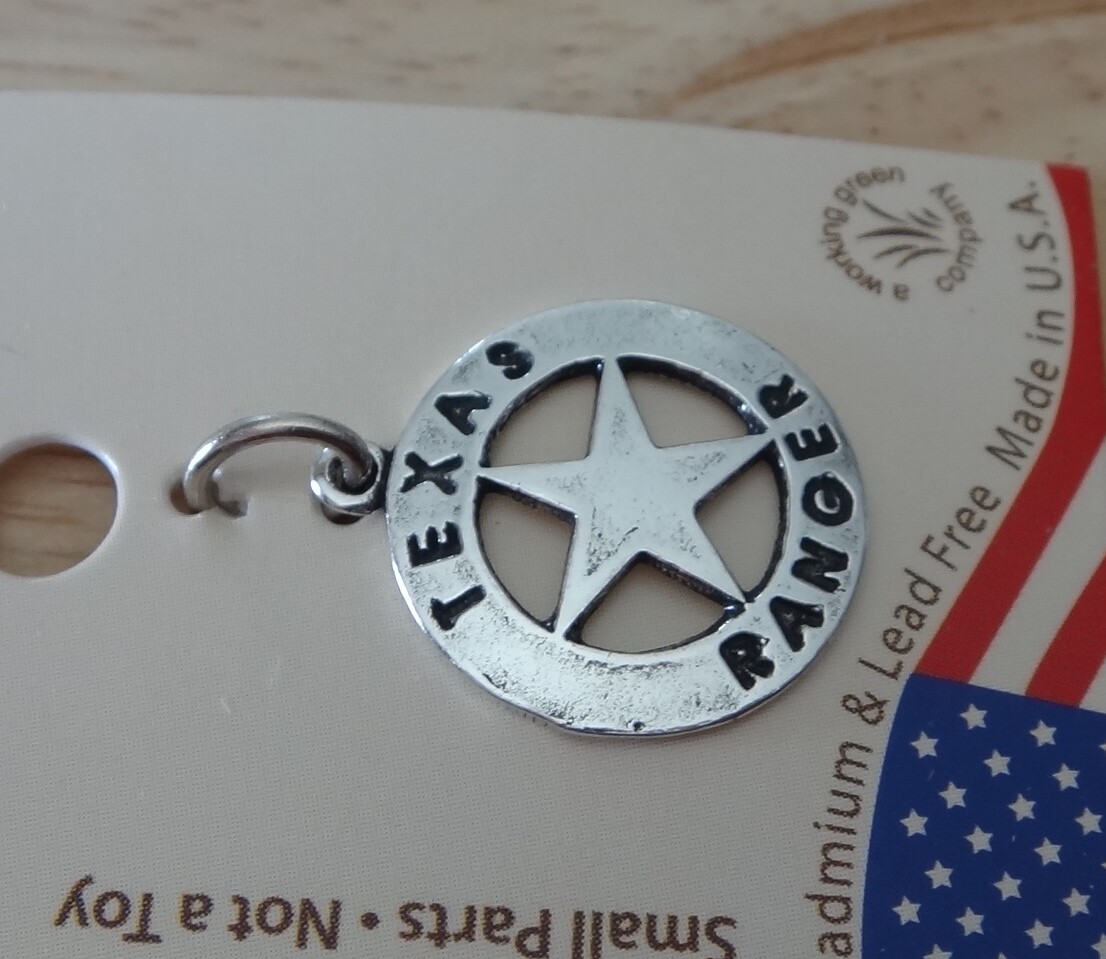 TEXAS
RANGER
a working green
company
admium & Lead Free Made in U.S.A.
Small Parts • Not a Toy